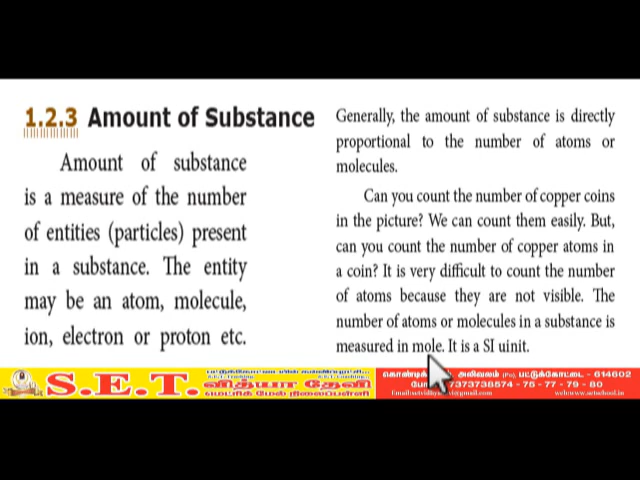 1.2.3 Amount of Substance
Amount of substance
is a measure of the number
of entities (particles) present
in a substance. The entity
may be an atom, molecule,
ion, electron or proton etc.
Generally, the amount of substance is directly
proportional to the number of atoms or
molecules.
Can you count the number of copper coins
in the picture? We can count them easily. But,
can you count the number of copper atoms in
a coin? It is very difficult to count the number
of atoms because they are not visible. The
number of atoms or molecules in a substance is
measured in mole. It is a SI uinit.
S.E.T.
வித்யா தேவி
மெட்ரிக் மேல் நிலைப்பள்ளி
அலிவலம் (Po), பட்டுக்கோட்டை - 614602
7373738574 - 75 - 77 - 79 - 80